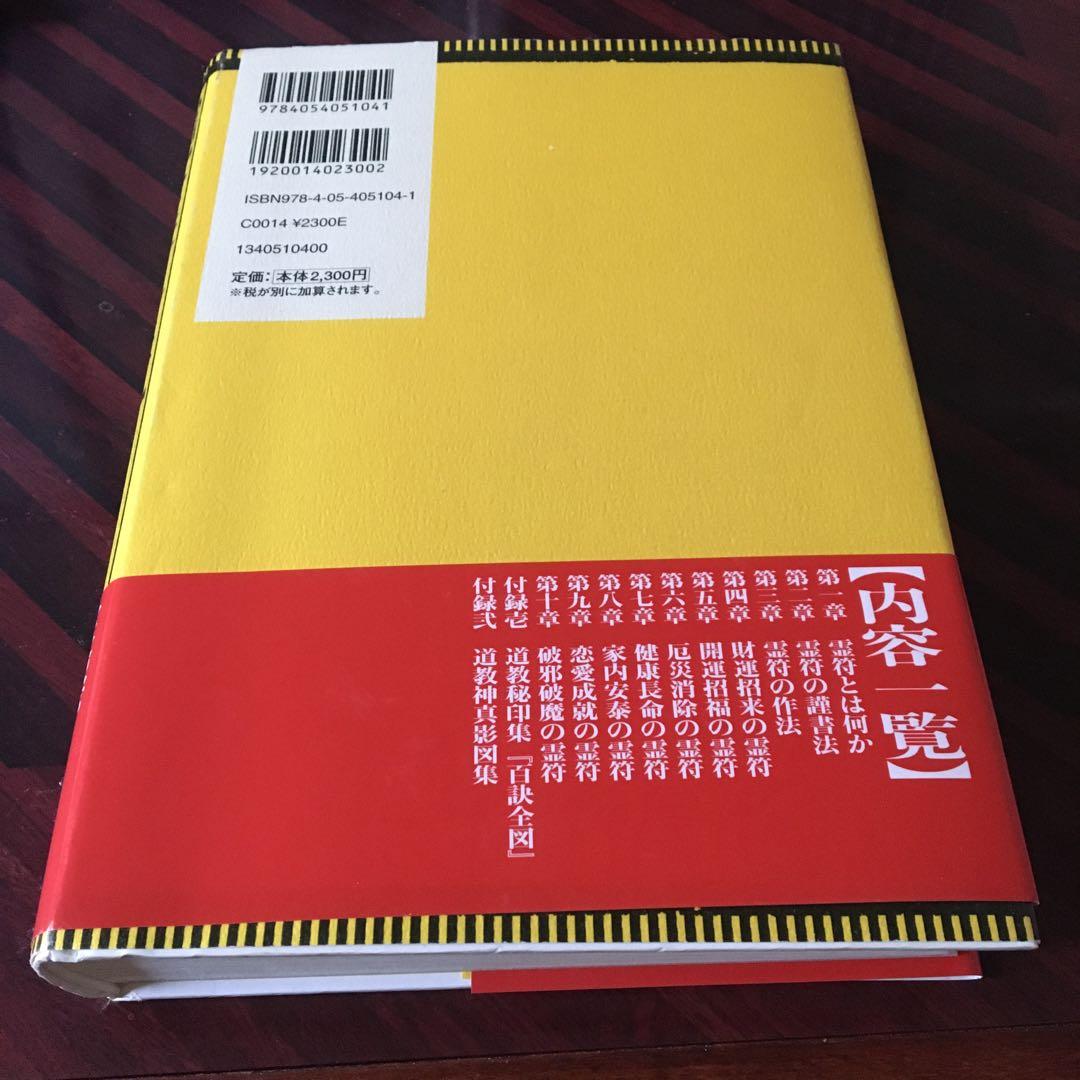 9784054051041
1920014023002
ISBN978-4-05-405104-1
C0014 ¥2300E
1340510400
定価：本体2,300円
※税が別に加算されます。
【内容一覧】
第一章 霊符とは何か
第二章 霊符の謹書法
第三章 霊符の作法
第四章 財運招来の霊符
第五章 開運招福の霊符
第六章 厄災消除の霊符
第七章 健康長命の霊符
第八章 家内安泰の霊符
第九章 恋愛成就の霊符
第十章 破邪破魔の霊符
付録壱 道教秘印集『百訣全図』
付録弐 道教神真影図集